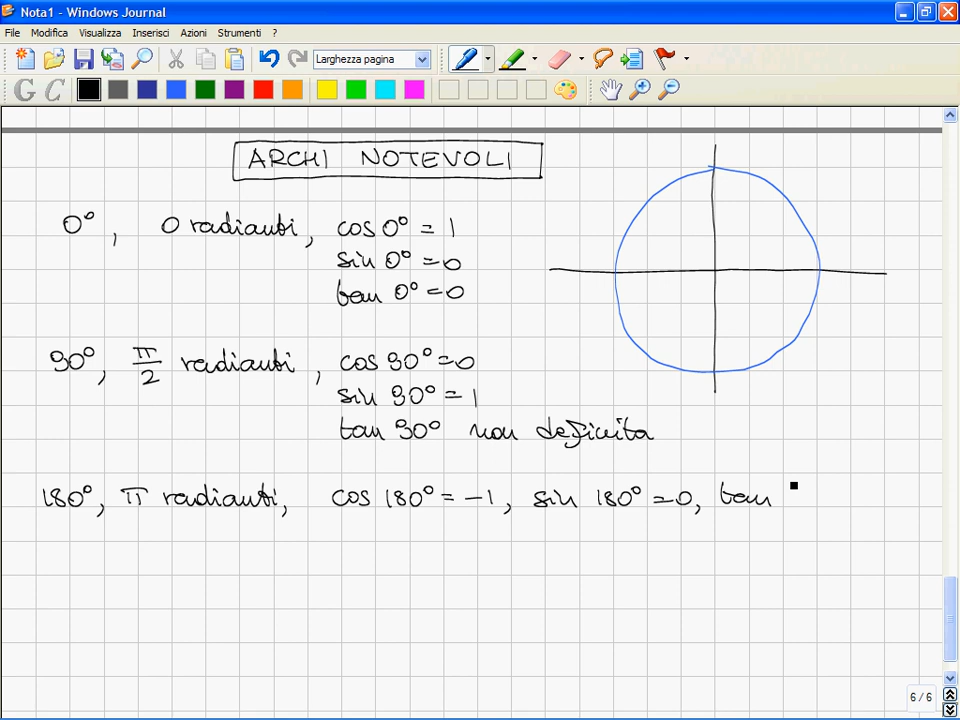 Nota1 - Windows Journal
File Modifica Visualizza Inserisci Azioni Strumenti ?
Larghezza pagina
ARCHI NOTEVOLI
0°, 0 radianti, cos 0° = 1
sin 0° = 0
tan 0° = 0
90°, π/2 radianti, cos 90° = 0
sin 90° = 1
tan 90° non definita
180°, π radianti, cos 180° = -1, sin 180° = 0, tan
6 / 6